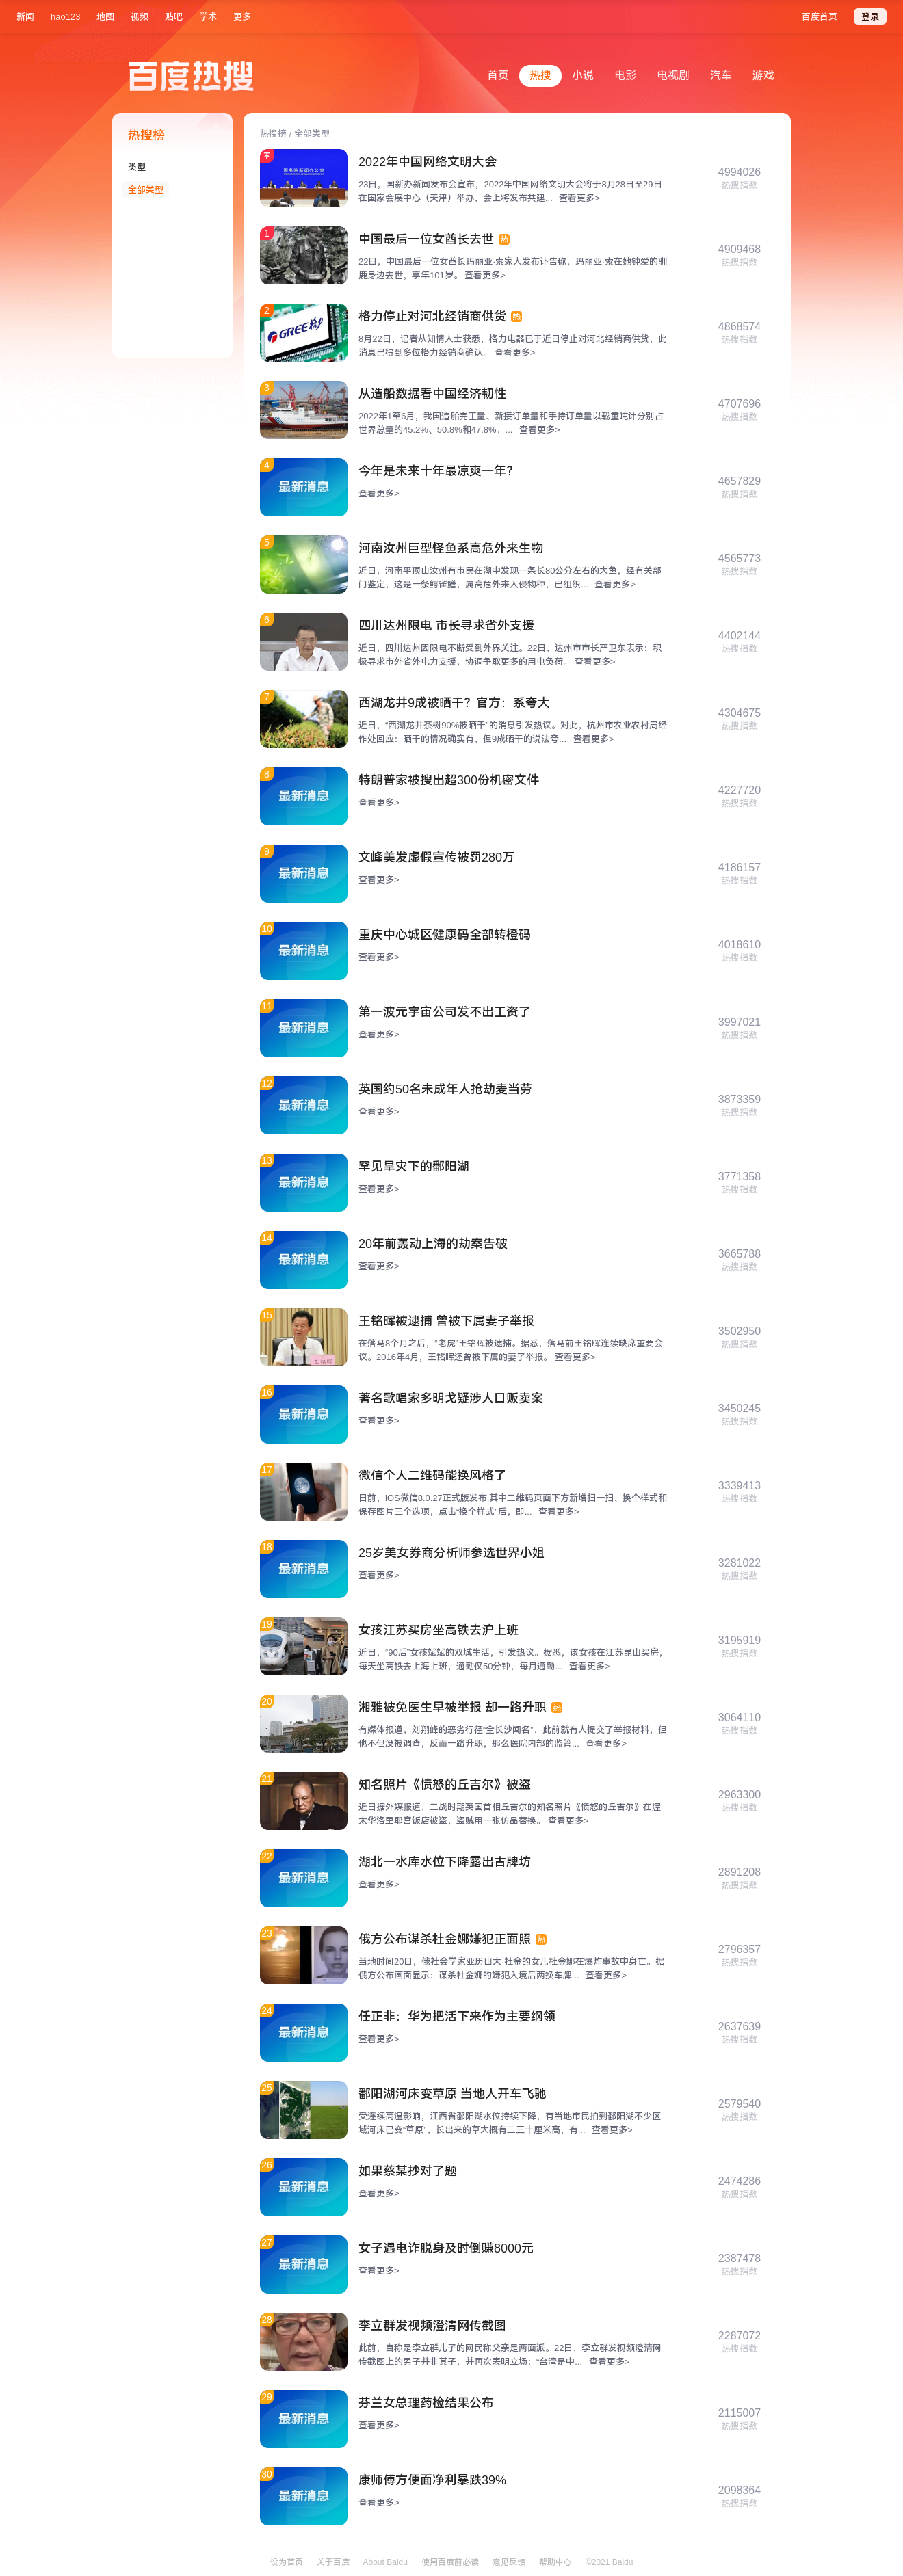 新闻 hao123 地图 视频 贴吧 学术 更多 百度首页 登录
百度热搜
首页 热搜 小说 电影 电视剧 汽车 游戏
热搜榜
类型
全部类型
热搜榜 / 全部类型
2022年中国网络文明大会
23日，国新办新闻发布会宣布，2022年中国网络文明大会将于8月28日至29日
在国家会展中心（天津）举办，会上将发布共建... 查看更多>
4994026
热搜指数
1
中国最后一位女酋长去世 热
22日，中国最后一位女酋长玛丽亚·索家人发布讣告称，玛丽亚·索在她钟爱的驯
鹿身边去世，享年101岁。 查看更多>
4909468
热搜指数
2
GREE
格力停止对河北经销商供货 热
8月22日，记者从知情人士获悉，格力电器已于近日停止对河北经销商供货，此
消息已得到多位格力经销商确认。 查看更多>
4868574
热搜指数
3
从造船数据看中国经济韧性
2022年1至6月，我国造船完工量、新接订单量和手持订单量以载重吨计分别占
世界总量的45.2%、50.8%和47.8%，... 查看更多>
4707696
热搜指数
4
最新消息
今年是未来十年最凉爽一年？
查看更多>
4657829
热搜指数
5
河南汝州巨型怪鱼系高危外来生物
近日，河南平顶山汝州有市民在湖中发现一条长80公分左右的大鱼，经有关部
门鉴定，这是一条鳄雀鳝，属高危外来入侵物种，已组织... 查看更多>
4565773
热搜指数
6
四川达州限电 市长寻求省外支援
近日，四川达州因限电不断受到外界关注。22日，达州市市长严卫东表示：积
极寻求市外省外电力支援，协调争取更多的用电负荷。 查看更多>
4402144
热搜指数
7
西湖龙井9成被晒干？官方：系夸大
近日，“西湖龙井茶树90%被晒干”的消息引发热议。对此，杭州市农业农村局经
作处回应：晒干的情况确实有，但9成晒干的说法夸... 查看更多>
4304675
热搜指数
8
最新消息
特朗普家被搜出超300份机密文件
查看更多>
4227720
热搜指数
9
最新消息
文峰美发虚假宣传被罚280万
查看更多>
4186157
热搜指数
10
最新消息
重庆中心城区健康码全部转橙码
查看更多>
4018610
热搜指数
11
最新消息
第一波元宇宙公司发不出工资了
查看更多>
3997021
热搜指数
12
最新消息
英国约50名未成年人抢劫麦当劳
查看更多>
3873359
热搜指数
13
最新消息
罕见旱灾下的鄱阳湖
查看更多>
3771358
热搜指数
14
最新消息
20年前轰动上海的劫案告破
查看更多>
3665788
热搜指数
15
王铭晖被逮捕 曾被下属妻子举报
在落马8个月之后，“老虎”王铭晖被逮捕。据悉，落马前王铭晖连续缺席重要会
议。2016年4月，王铭晖还曾被下属的妻子举报。 查看更多>
3502950
热搜指数
16
最新消息
著名歌唱家多明戈疑涉人口贩卖案
查看更多>
3450245
热搜指数
17
微信个人二维码能换风格了
日前，iOS微信8.0.27正式版发布,其中二维码页面下方新增扫一扫、换个样式和
保存图片三个选项，点击“换个样式”后，即... 查看更多>
3339413
热搜指数
18
最新消息
25岁美女券商分析师参选世界小姐
查看更多>
3281022
热搜指数
19
女孩江苏买房坐高铁去沪上班
近日，“90后”女孩斌斌的双城生活，引发热议。据悉，该女孩在江苏昆山买房，
每天坐高铁去上海上班，通勤仅50分钟，每月通勤... 查看更多>
3195919
热搜指数
20
湘雅被免医生早被举报 却一路升职 热
有媒体报道，刘翔峰的恶劣行径“全长沙闻名”，此前就有人提交了举报材料，但
他不但没被调查，反而一路升职，那么医院内部的监管... 查看更多>
3064110
热搜指数
21
知名照片《愤怒的丘吉尔》被盗
近日据外媒报道，二战时期英国首相丘吉尔的知名照片《愤怒的丘吉尔》在渥
太华洛里耶宫饭店被盗，盗贼用一张仿品替换。 查看更多>
2963300
热搜指数
22
最新消息
湖北一水库水位下降露出古牌坊
查看更多>
2891208
热搜指数
23
俄方公布谋杀杜金娜嫌犯正面照 热
当地时间20日，俄社会学家亚历山大·杜金的女儿杜金娜在爆炸事故中身亡。据
俄方公布画面显示：谋杀杜金娜的嫌犯入境后两换车牌... 查看更多>
2796357
热搜指数
24
最新消息
任正非：华为把活下来作为主要纲领
查看更多>
2637639
热搜指数
25
鄱阳湖河床变草原 当地人开车飞驰
受连续高温影响，江西省鄱阳湖水位持续下降，有当地市民拍到鄱阳湖不少区
域河床已变“草原”，长出来的草大概有二三十厘米高，有... 查看更多>
2579540
热搜指数
26
最新消息
如果蔡某抄对了题
查看更多>
2474286
热搜指数
27
最新消息
女子遇电诈脱身及时倒赚8000元
查看更多>
2387478
热搜指数
28
李立群发视频澄清网传截图
此前，自称是李立群儿子的网民称父亲是两面派。22日，李立群发视频澄清网
传截图上的男子并非其子，并再次表明立场：“台湾是中... 查看更多>
2287072
热搜指数
29
最新消息
芬兰女总理药检结果公布
查看更多>
2115007
热搜指数
30
最新消息
康师傅方便面净利暴跌39%
查看更多>
2098364
热搜指数
设为首页 关于百度 About Baidu 使用百度前必读 意见反馈 帮助中心 ©2021 Baidu